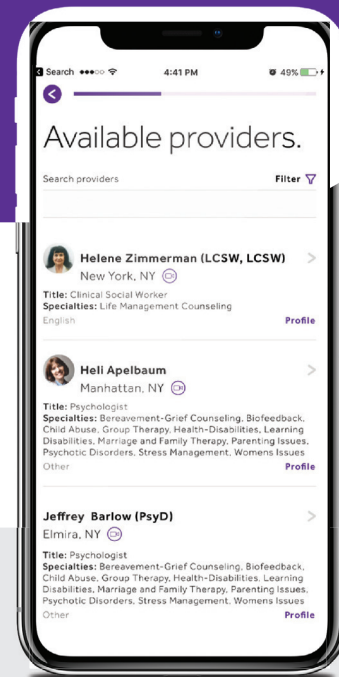 Search
4:41 PM
49%
Available providers.
Search providers
Filter
Helene Zimmerman (LCSW, LCSW)
New York, NY
Title: Clinical Social Worker
Specialties: Life Management Counseling
English
Profile
Heli Apelbaum
Manhattan, NY
Title: Psychologist
Specialties: Bereavement-Grief Counseling, Biofeedback,
Child Abuse, Group Therapy, Health-Disabilities, Learning
Disabilities, Marriage and Family Therapy, Parenting Issues,
Psychotic Disorders, Stress Management, Womens Issues
Other
Profile
Jeffrey Barlow (PsyD)
Elmira, NY
Title: Psychologist
Specialties: Bereavement-Grief Counseling, Biofeedback,
Child Abuse, Group Therapy, Health-Disabilities, Learning
Disabilities, Marriage and Family Therapy, Parenting Issues,
Psychotic Disorders, Stress Management, Womens Issues
Other
Profile